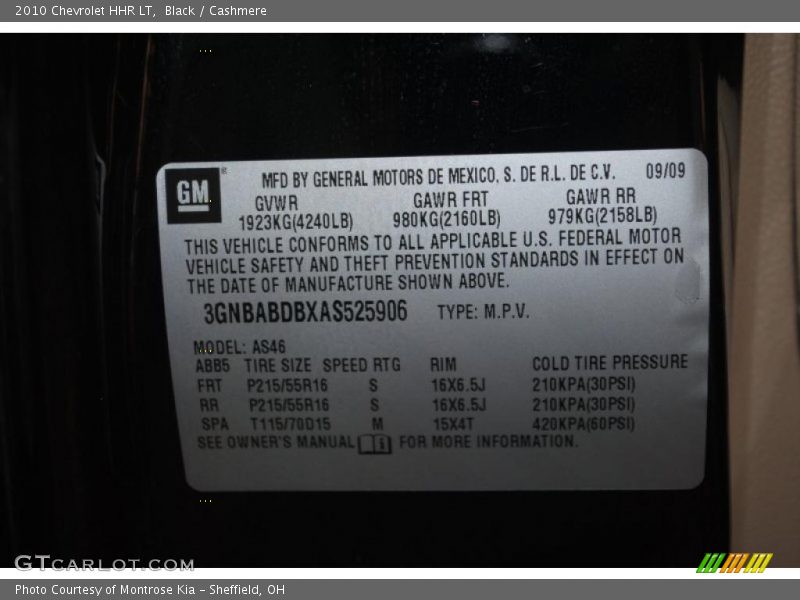 2010 Chevrolet HHR LT,  Black / Cashmere
GM
®
MFD BY GENERAL MOTORS DE MEXICO, S. DE R.L. DE C.V. 09/09
GVWR GAWR FRT GAWR RR
1923KG(4240LB) 980KG(2160LB) 979KG(2158LB)
THIS VEHICLE CONFORMS TO ALL APPLICABLE U.S. FEDERAL MOTOR
VEHICLE SAFETY AND THEFT PREVENTION STANDARDS IN EFFECT ON
THE DATE OF MANUFACTURE SHOWN ABOVE.
3GNBABDBXAS525906 TYPE: M.P.V.
MODEL: AS46
ABB5 TIRE SIZE SPEED RTG RIM COLD TIRE PRESSURE
FRT P215/55R16 S 16X6.5J 210KPA(30PSI)
RR P215/55R16 S 16X6.5J 210KPA(30PSI)
SPA T115/70D15 M 15X4T 420KPA(60PSI)
SEE OWNER'S MANUAL FOR MORE INFORMATION.
GTCARLOT.COM
Photo Courtesy of Montrose Kia – Sheffield, OH